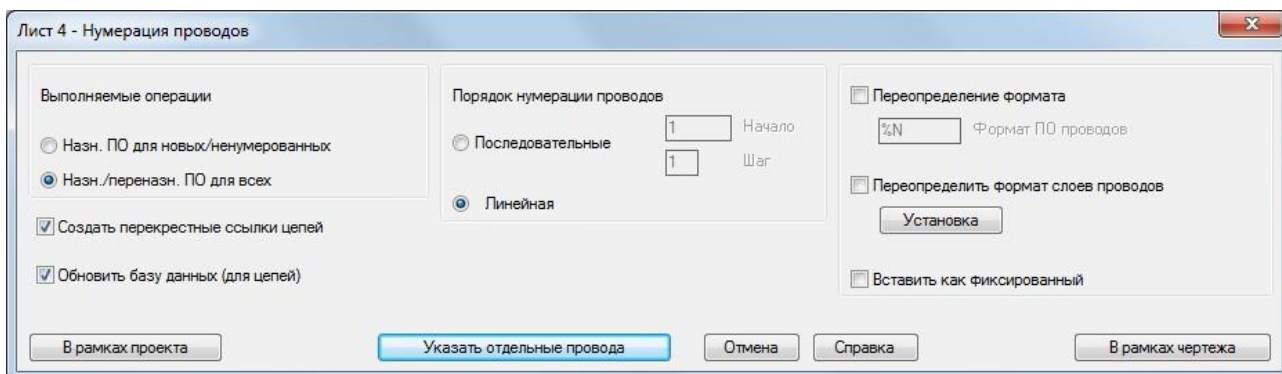 Лист 4 - Нумерация проводов
Выполняемые операции
Назн. ПО для новых/ненумерованных
Назн./переназн. ПО для всех
Создать перекрестные ссылки цепей
Обновить базу данных (для цепей)
Порядок нумерации проводов
Последовательные
1 Начало
1 Шаг
Линейная
Переопределение формата
%N Формат ПО проводов
Переопределить формат слоев проводов
Установка
Вставить как фиксированный
В рамках проекта Указать отдельные провода Отмена Справка В рамках чертежа